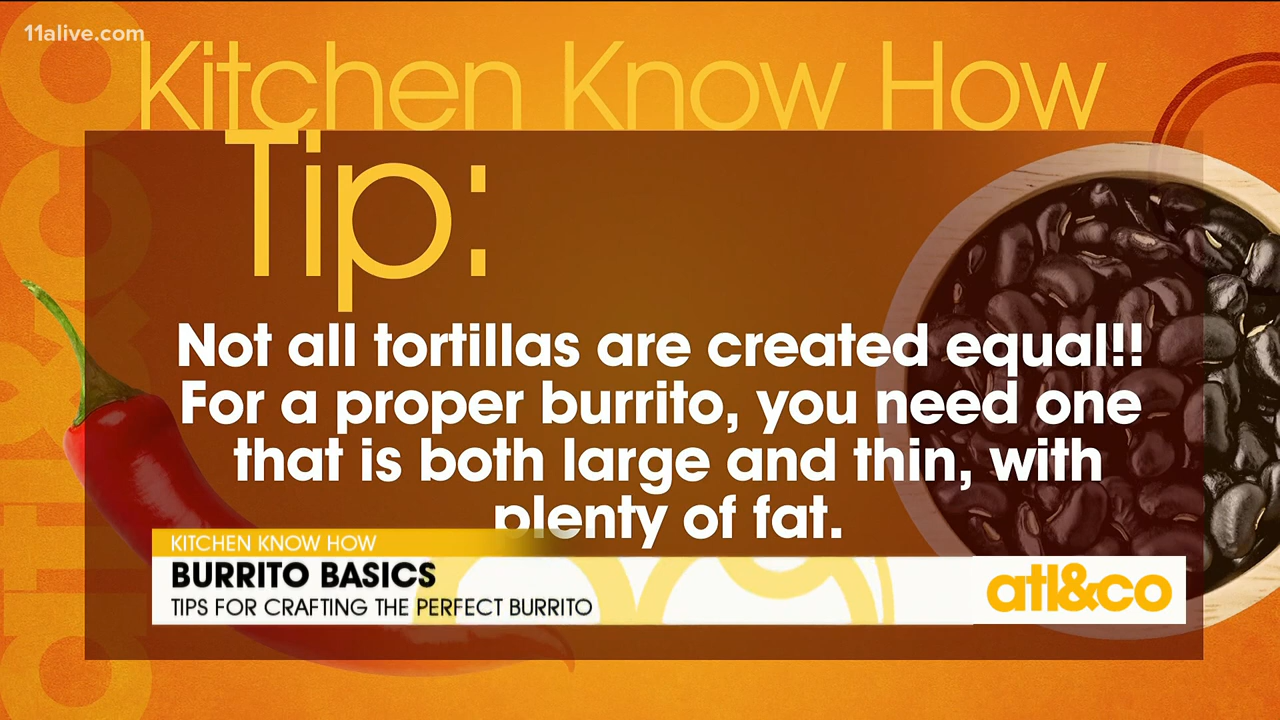 11alive.com
Kitchen Know How
Tip:
Not all tortillas are created equal!!
For a proper burrito, you need one
that is both large and thin, with
plenty of fat.
KITCHEN KNOW HOW
BURRITO BASICS
TIPS FOR CRAFTING THE PERFECT BURRITO
atl&co
atl&co